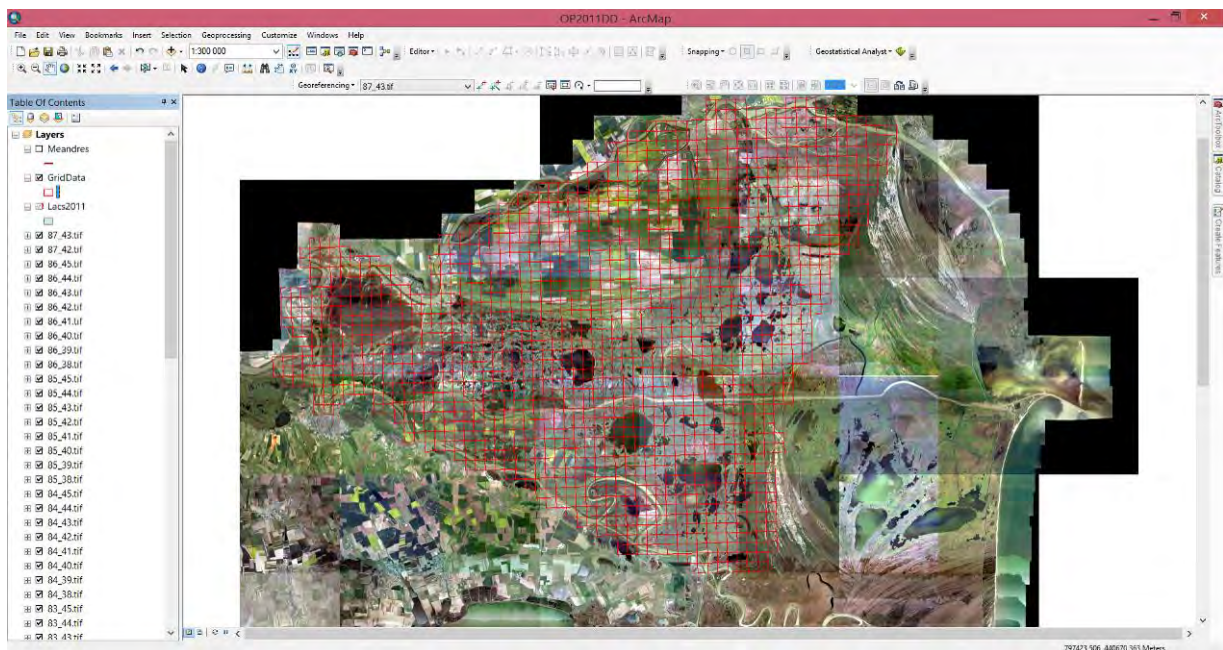 OP2011DD - ArcMap
File Edit View Bookmarks Insert Selection Geoprocessing Customize Windows Help
1:300 000 Editor Snapping Geostatistical Analyst
Georeferencing 87_43.tif
Table Of Contents
Layers
Meandres
GridData
Lacs2011
87_43.tif
87_42.tif
86_45.tif
86_44.tif
86_43.tif
86_42.tif
86_41.tif
86_40.tif
86_39.tif
86_38.tif
85_45.tif
85_44.tif
85_43.tif
85_42.tif
85_41.tif
85_40.tif
85_39.tif
85_38.tif
84_45.tif
84_44.tif
84_43.tif
84_42.tif
84_41.tif
84_40.tif
84_39.tif
84_38.tif
83_45.tif
83_44.tif
83_43.tif
ArcToolbox
Catalog
Create Features
797423,506 440670,365 Meters